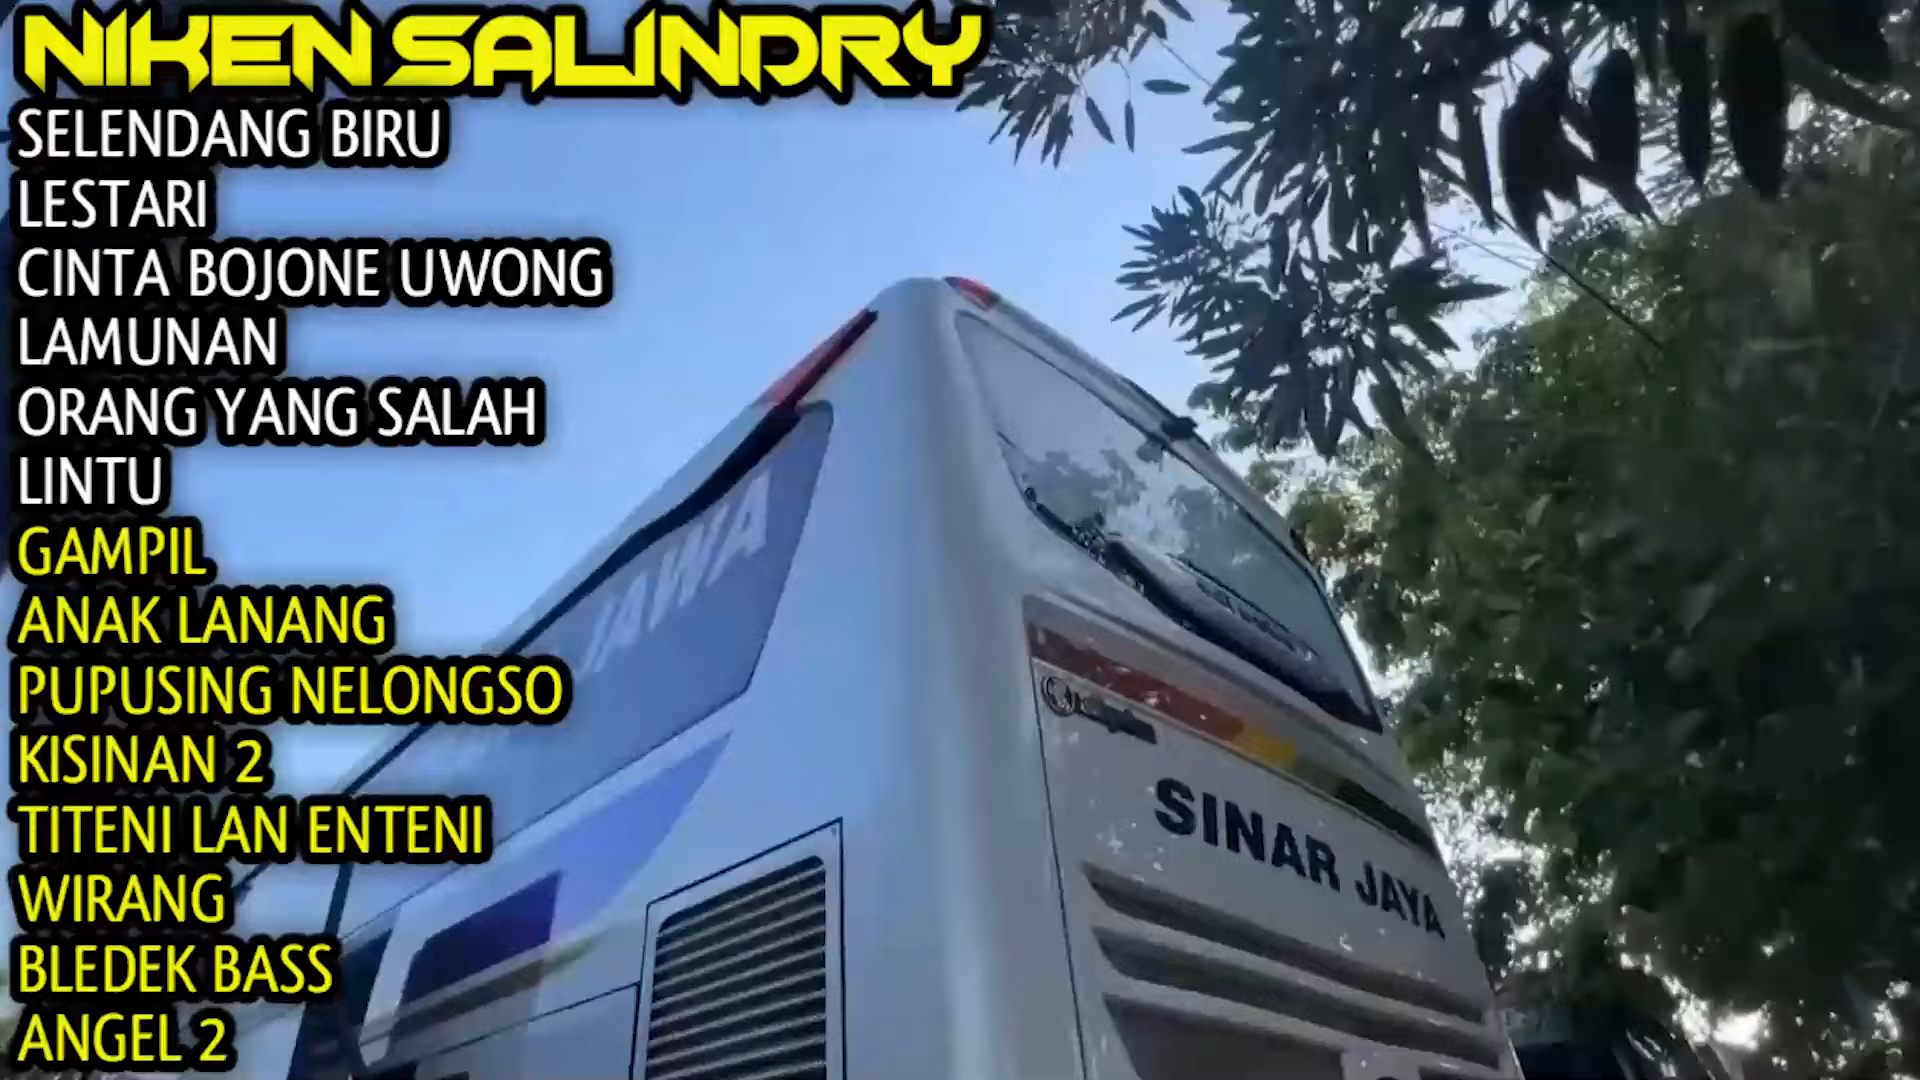 NIKEN SALINDRY
SELENDANG BIRU
LESTARI
CINTA BOJONE UWONG
LAMUNAN
ORANG YANG SALAH
LINTU
GAMPIL
ANAK LANANG
PUPUSING NELONGSO
KISINAN 2
TITENI LAN ENTENI
WIRANG
BLEDEK BASS
ANGEL 2
JAWA
SINAR JAYA